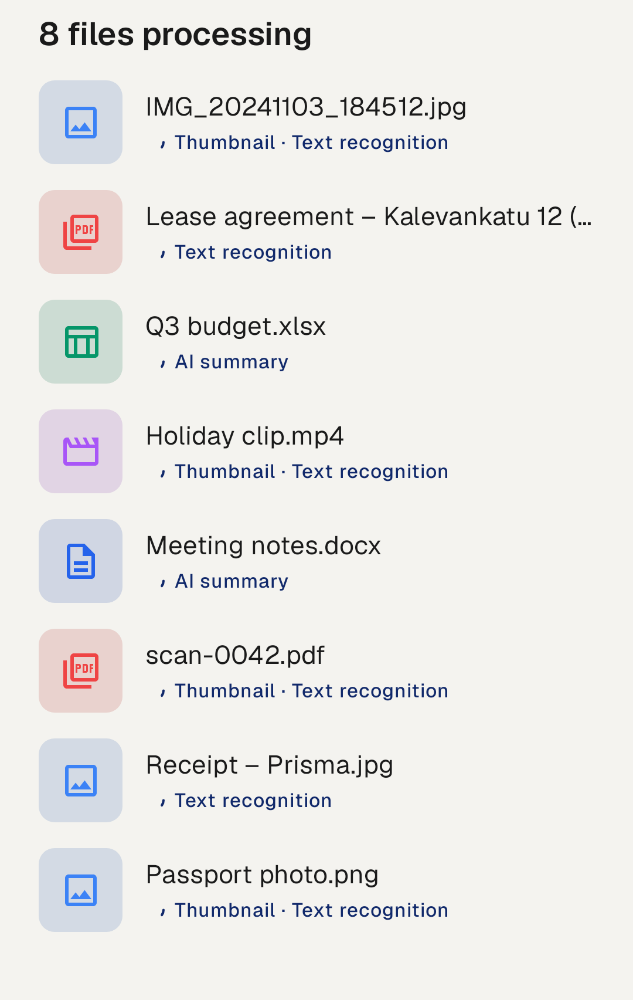 8 files processing
IMG_20241103_184512.jpg
Thumbnail · Text recognition
PDF
Lease agreement – Kalevankatu 12 (…
Text recognition
Q3 budget.xlsx
AI summary
Holiday clip.mp4
Thumbnail · Text recognition
Meeting notes.docx
AI summary
PDF
scan-0042.pdf
Thumbnail · Text recognition
Receipt – Prisma.jpg
Text recognition
Passport photo.png
Thumbnail · Text recognition